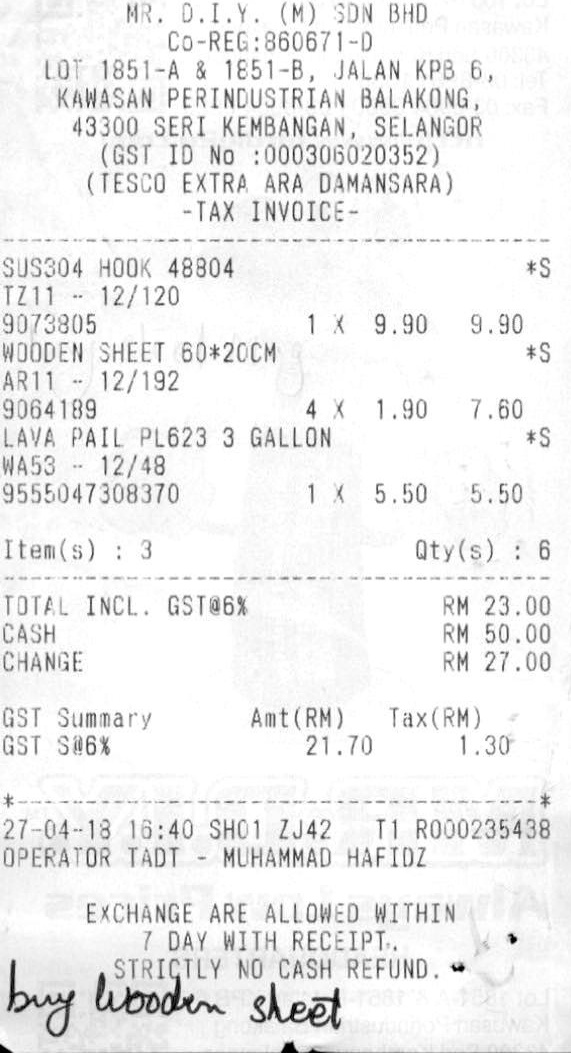 MR. D.I.Y. (M) SDN BHD
Co-REG:860671-D
LOT 1851-A & 1851-B, JALAN KPB 6,
KAWASAN PERINDUSTRIAN BALAKONG,
43300 SERI KEMBANGAN, SELANGOR
(GST ID No :000306020352)
(TESCO EXTRA ARA DAMANSARA)
-TAX INVOICE-
SUS304 HOOK 48804 *S
TZ11 - 12/120
9073805 1 X 9.90 9.90
WOODEN SHEET 60*20CM *S
AR11 - 12/192
9064189 4 X 1.90 7.60
LAVA PAIL PL623 3 GALLON *S
WA53 - 12/48
9555047308370 1 X 5.50 5.50
Item(s) : 3 Qty(s) : 6
TOTAL INCL. GST@6% RM 23.00
CASH RM 50.00
CHANGE RM 27.00
GST Summary Amt(RM) Tax(RM)
GST S@6% 21.70 1.30
27-04-18 16:40 SH01 ZJ42 T1 R000235438
OPERATOR TADT - MUHAMMAD HAFIDZ
EXCHANGE ARE ALLOWED WITHIN
7 DAY WITH RECEIPT.
STRICTLY NO CASH REFUND.
buy wooden sheet